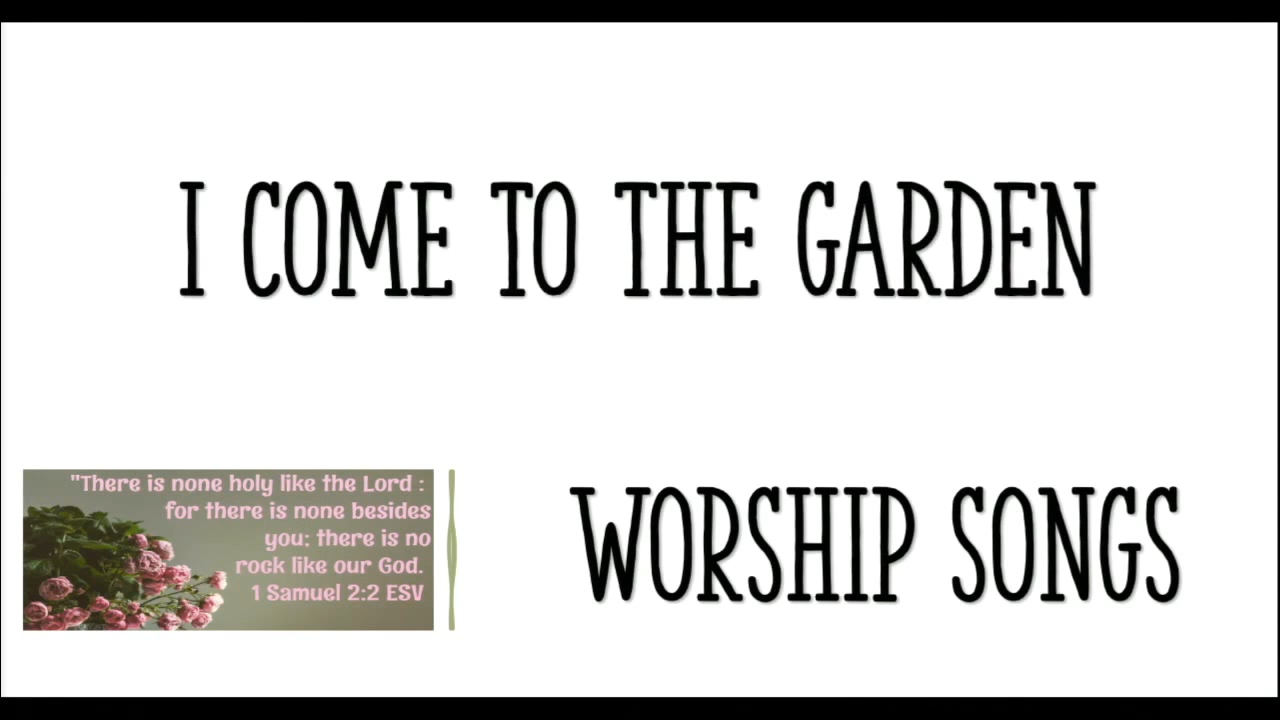 I COME TO THE GARDEN
"There is none holy like the Lord :
for there is none besides
you; there is no
rock like our God.
1 Samuel 2:2 ESV
WORSHIP SONGS